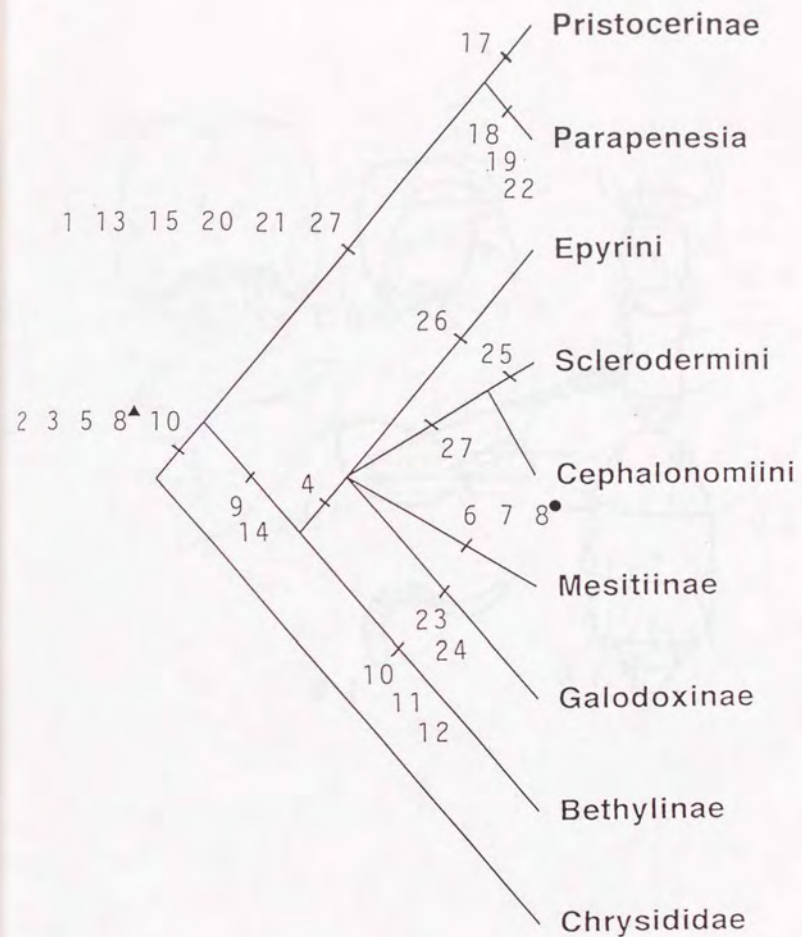 Pristocerinae
17
18
19
22
Parapenesia
1 13 15 20 21 27
Epyrini
26
25
Sclerodermini
2 3 5 8▲ 10
27
Cephalonomiini
4
9
14
6 7 8●
Mesitiinae
23
24
Galodoxinae
10
11
12
Bethylinae
Chrysididae